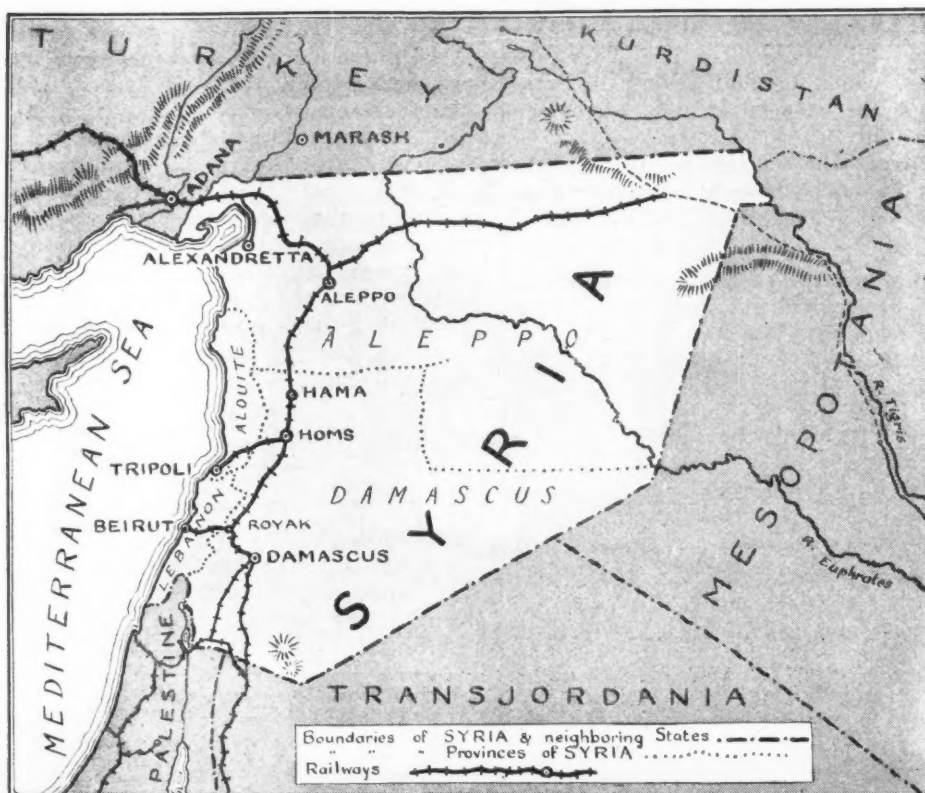 TURKEY
KURDISTAN
MARASH
ADANA
ALEXANDRETTA
ALEPPO
ALEPPO
MEDITERRANEAN SEA
ALOUITE
HAMA
HOMS
TRIPOLI
LEBANON
BEIRUT
ROYAK
DAMASCUS
DAMASCUS
SYRIA
MESOPOTANIA
R. Tigris
R. Euphrates
PALESTINE
TRANSJORDANIA
Boundaries of SYRIA & neighboring States
" " " Provinces of SYRIA
Railways